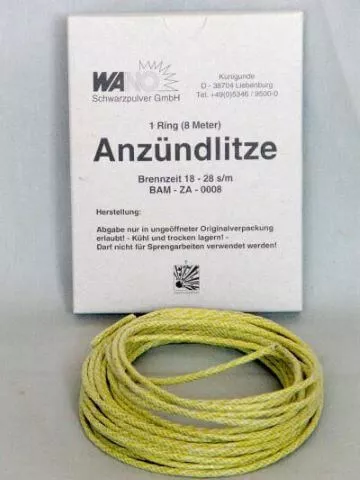 WANO
Schwarzpulver GmbH
Kunigunde
D - 38704 Liebenburg
Tel. +49(0)5346 / 9500-0
1 Ring (8 Meter)
Anzündlitze
Brennzeit 18 - 28 s/m
BAM - ZA - 0008
Herstellung:
Abgabe nur in ungeöffneter Originalverpackung
erlaubt! - Kühl und trocken lagern! -
Darf nicht für Sprengarbeiten verwendet werden!